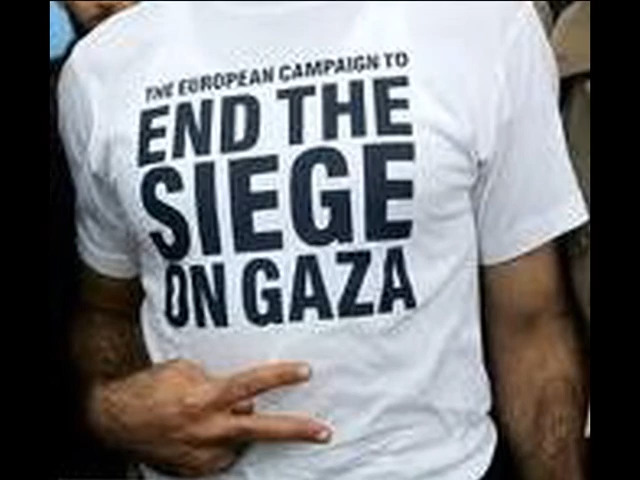 THE EUROPEAN CAMPAIGN TO
END THE
SIEGE
ON GAZA